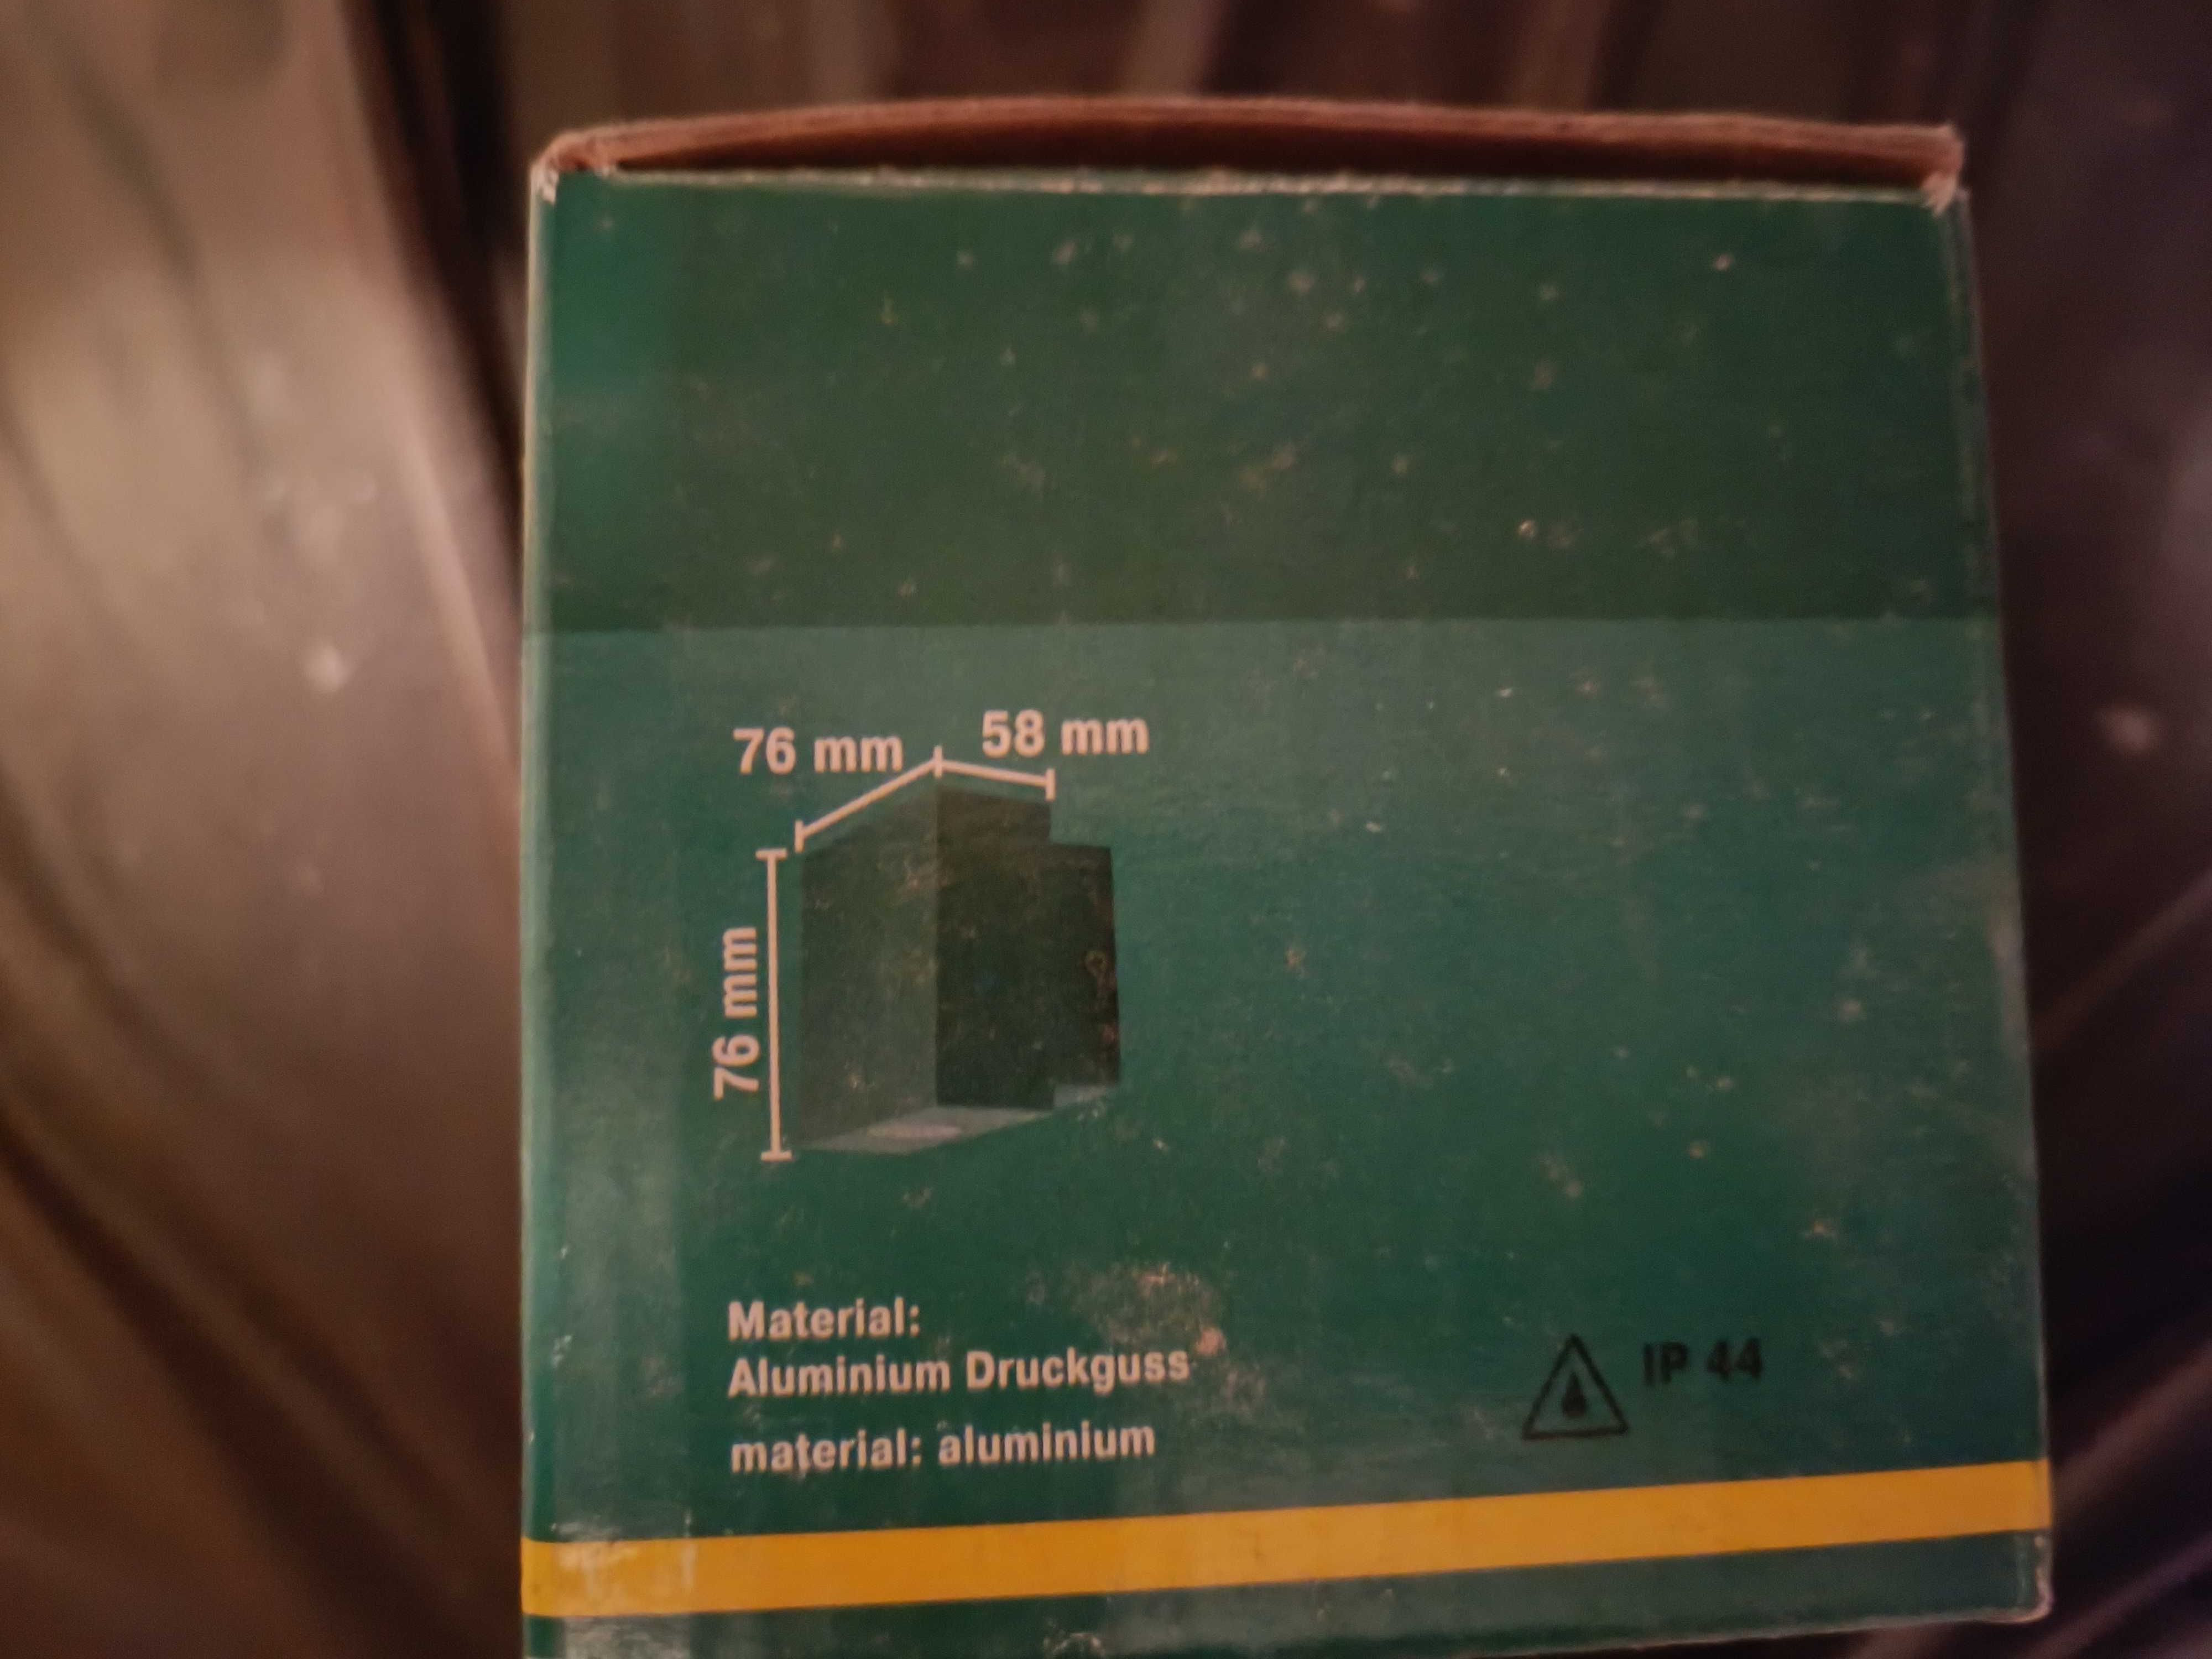 76 mm
58 mm
76 mm
Material:
Aluminium Druckguss
material: aluminium
IP 44